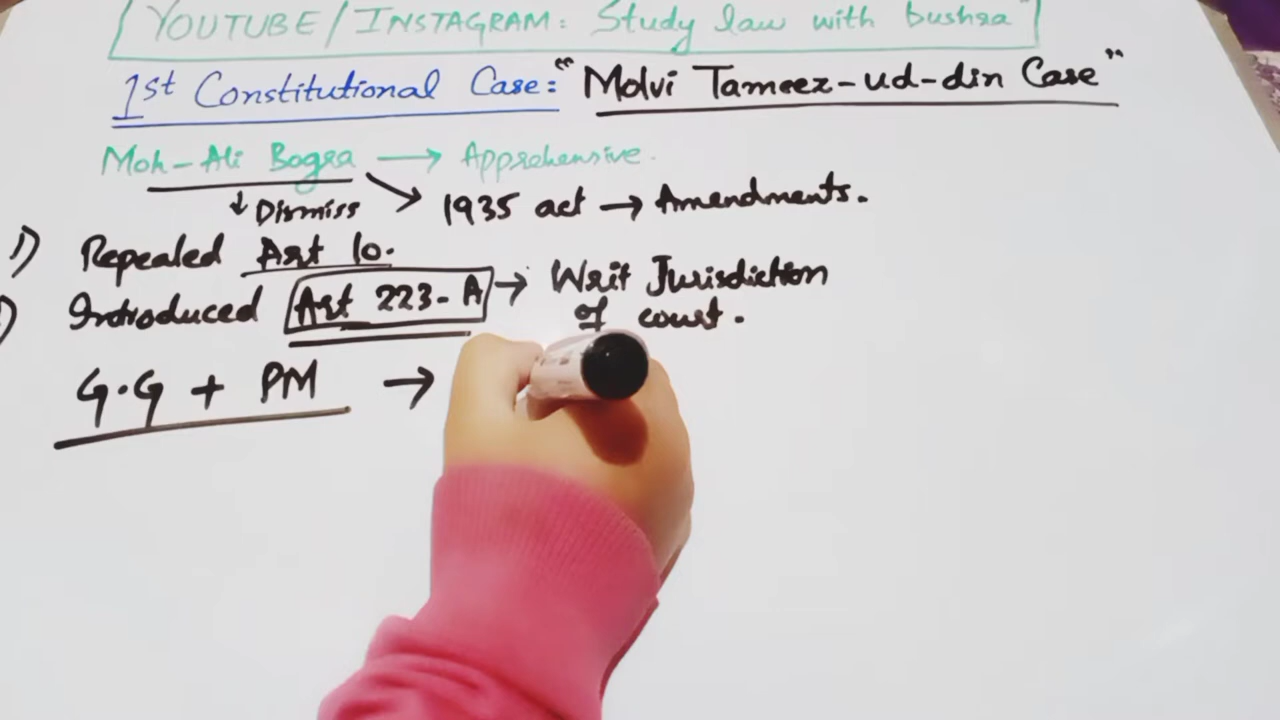 YOUTUBE/INSTAGRAM: Study law with bushra
1st Constitutional Case: "Molvi Tameez-ud-din Case"
Moh-Ali Bogra → Apprehensive.
↓ Dismiss → 1935 act → Amendments.
1) Repealed Art 10.
Introduced Art 223-A → Writ Jurisdiction
of court.
G.G + PM →